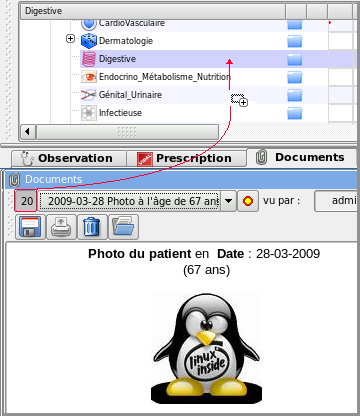 Digestive
CardioVasculaire
Dermatologie
Digestive
Endocrino_Métabolisme_Nutrition
Génital_Urinaire
Infectieuse
Observation Prescription Documents
Documents
20 2009-03-28 Photo à l'âge de 67 ans vu par : admi
Photo du patient en Date : 28-03-2009
(67 ans)
linux
inside